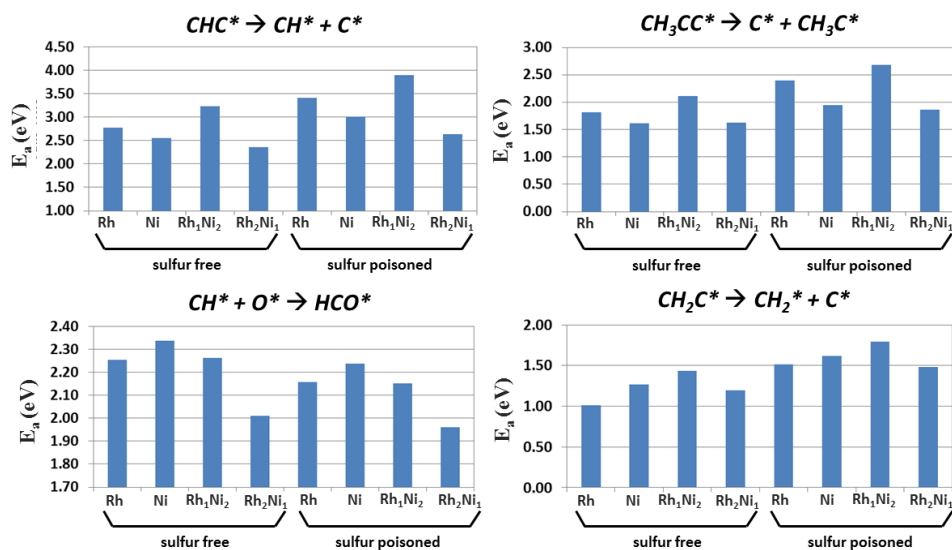 CHC* → CH* + C*
E_a (eV)
4.50
4.00
3.50
3.00
2.50
2.00
1.50
1.00
Rh Ni Rh₁Ni₂ Rh₂Ni₁ Rh Ni Rh₁Ni₂ Rh₂Ni₁
sulfur free sulfur poisoned
CH₃CC* → C* + CH₃C*
E_a (eV)
3.00
2.50
2.00
1.50
1.00
0.50
0.00
Rh Ni Rh₁Ni₂ Rh₂Ni₁ Rh Ni Rh₁Ni₂ Rh₂Ni₁
sulfur free sulfur poisoned
CH* + O* → HCO*
E_a (eV)
2.40
2.30
2.20
2.10
2.00
1.90
1.80
1.70
Rh Ni Rh₁Ni₂ Rh₂Ni₁ Rh Ni Rh₁Ni₂ Rh₂Ni₁
sulfur free sulfur poisoned
CH₂C* → CH₂* + C*
E_a (eV)
2.00
1.50
1.00
0.50
0.00
Rh Ni Rh₁Ni₂ Rh₂Ni₁ Rh Ni Rh₁Ni₂ Rh₂Ni₁
sulfur free sulfur poisoned